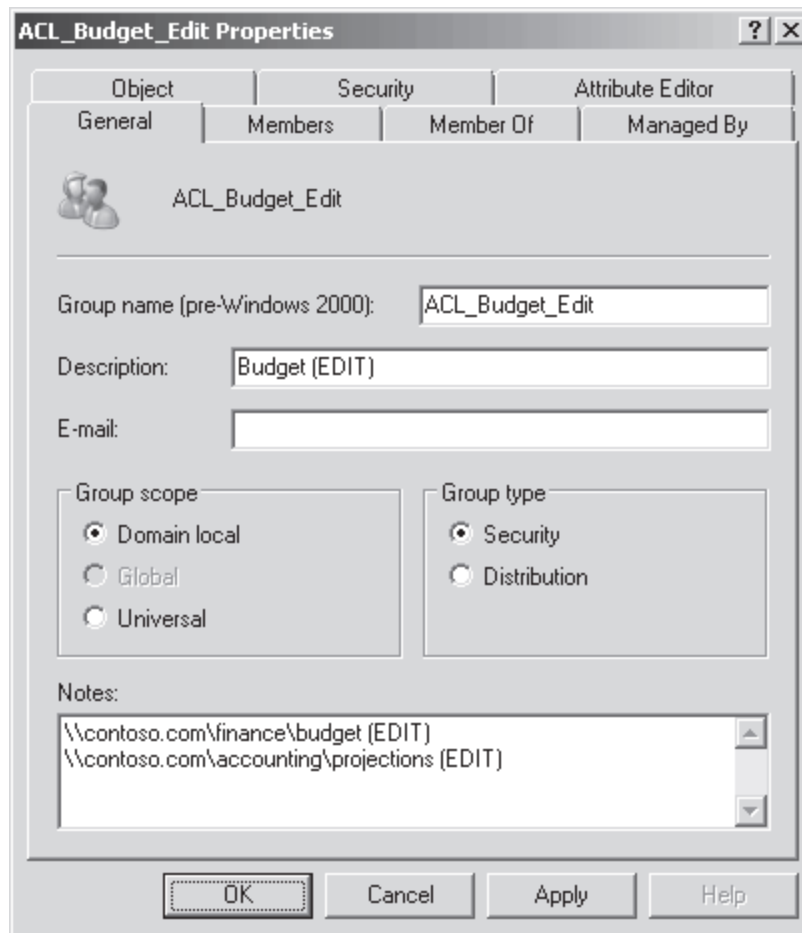 ACL_Budget_Edit Properties
? X
Object Security Attribute Editor
General Members Member Of Managed By
ACL_Budget_Edit
Group name (pre-Windows 2000): ACL_Budget_Edit
Description: Budget (EDIT)
E-mail:
Group scope
Domain local
Global
Universal
Group type
Security
Distribution
Notes:
\\contoso.com\finance\budget (EDIT)
\\contoso.com\accounting\projections (EDIT)
OK Cancel Apply Help